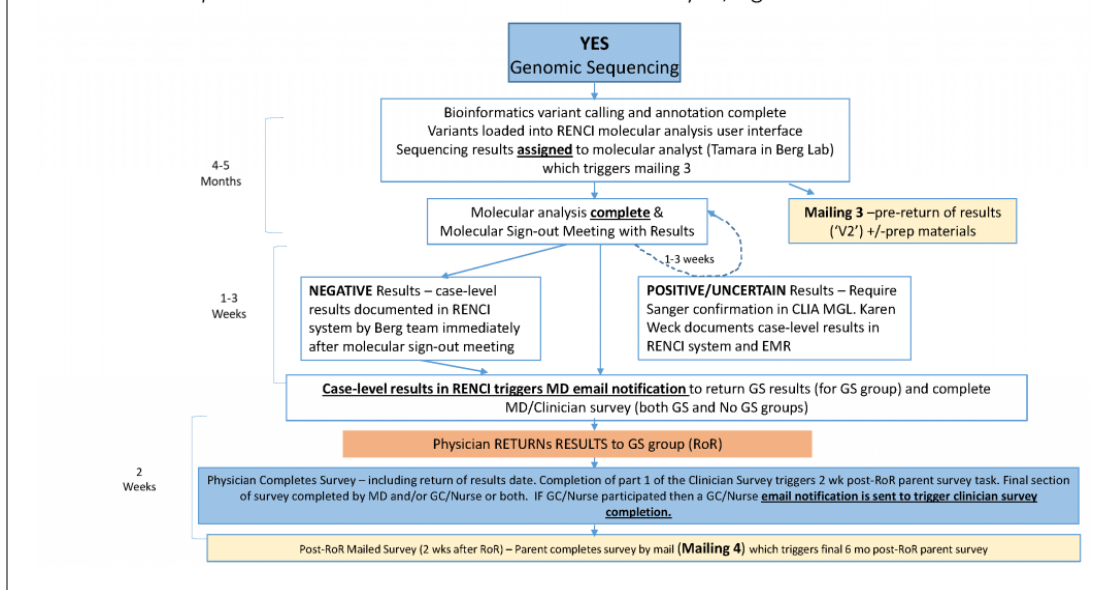 YES
Genomic Sequencing
Bioinformatics variant calling and annotation complete
Variants loaded into RENCI molecular analysis user interface
Sequencing results assigned to molecular analyst (Tamara in Berg Lab)
which triggers mailing 3
4-5
Months
Molecular analysis complete &
Molecular Sign-out Meeting with Results
Mailing 3 –pre-return of results
('V2') +/-prep materials
1-3 weeks
1-3
Weeks
NEGATIVE Results – case-level
results documented in RENCI
system by Berg team immediately
after molecular sign-out meeting
POSITIVE/UNCERTAIN Results – Require
Sanger confirmation in CLIA MGL. Karen
Weck documents case-level results in
RENCI system and EMR
Case-level results in RENCI triggers MD email notification to return GS results (for GS group) and complete
MD/Clinician survey (both GS and No GS groups)
Physician RETURNs RESULTS to GS group (RoR)
2
Weeks
Physician Completes Survey – including return of results date. Completion of part 1 of the Clinician Survey triggers 2 wk post-RoR parent survey task. Final section
of survey completed by MD and/or GC/Nurse or both. IF GC/Nurse participated then a GC/Nurse email notification is sent to trigger clinician survey
completion.
Post-RoR Mailed Survey (2 wks after RoR) – Parent completes survey by mail (Mailing 4) which triggers final 6 mo post-RoR parent survey